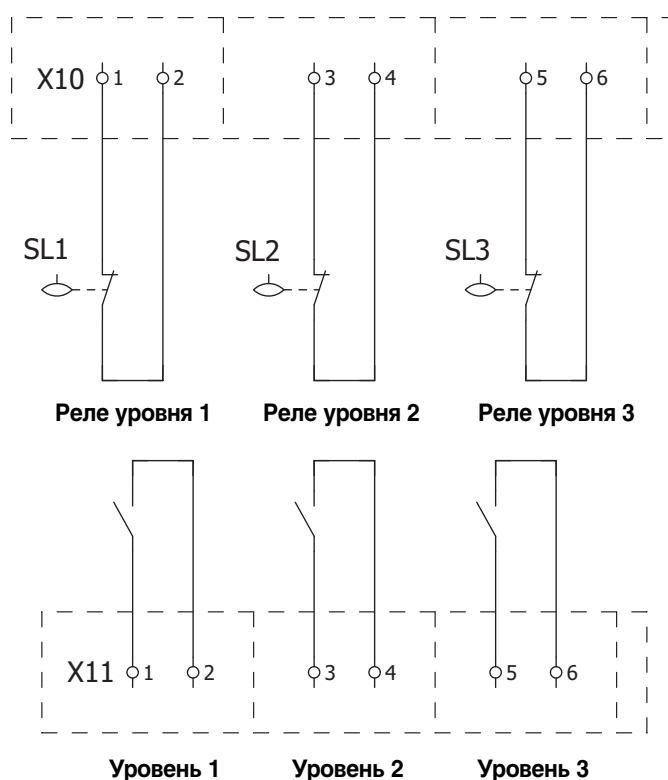 X10 1 2 3 4 5 6
SL1 SL2 SL3
Реле уровня 1 Реле уровня 2 Реле уровня 3
X11 1 2 3 4 5 6
Уровень 1 Уровень 2 Уровень 3